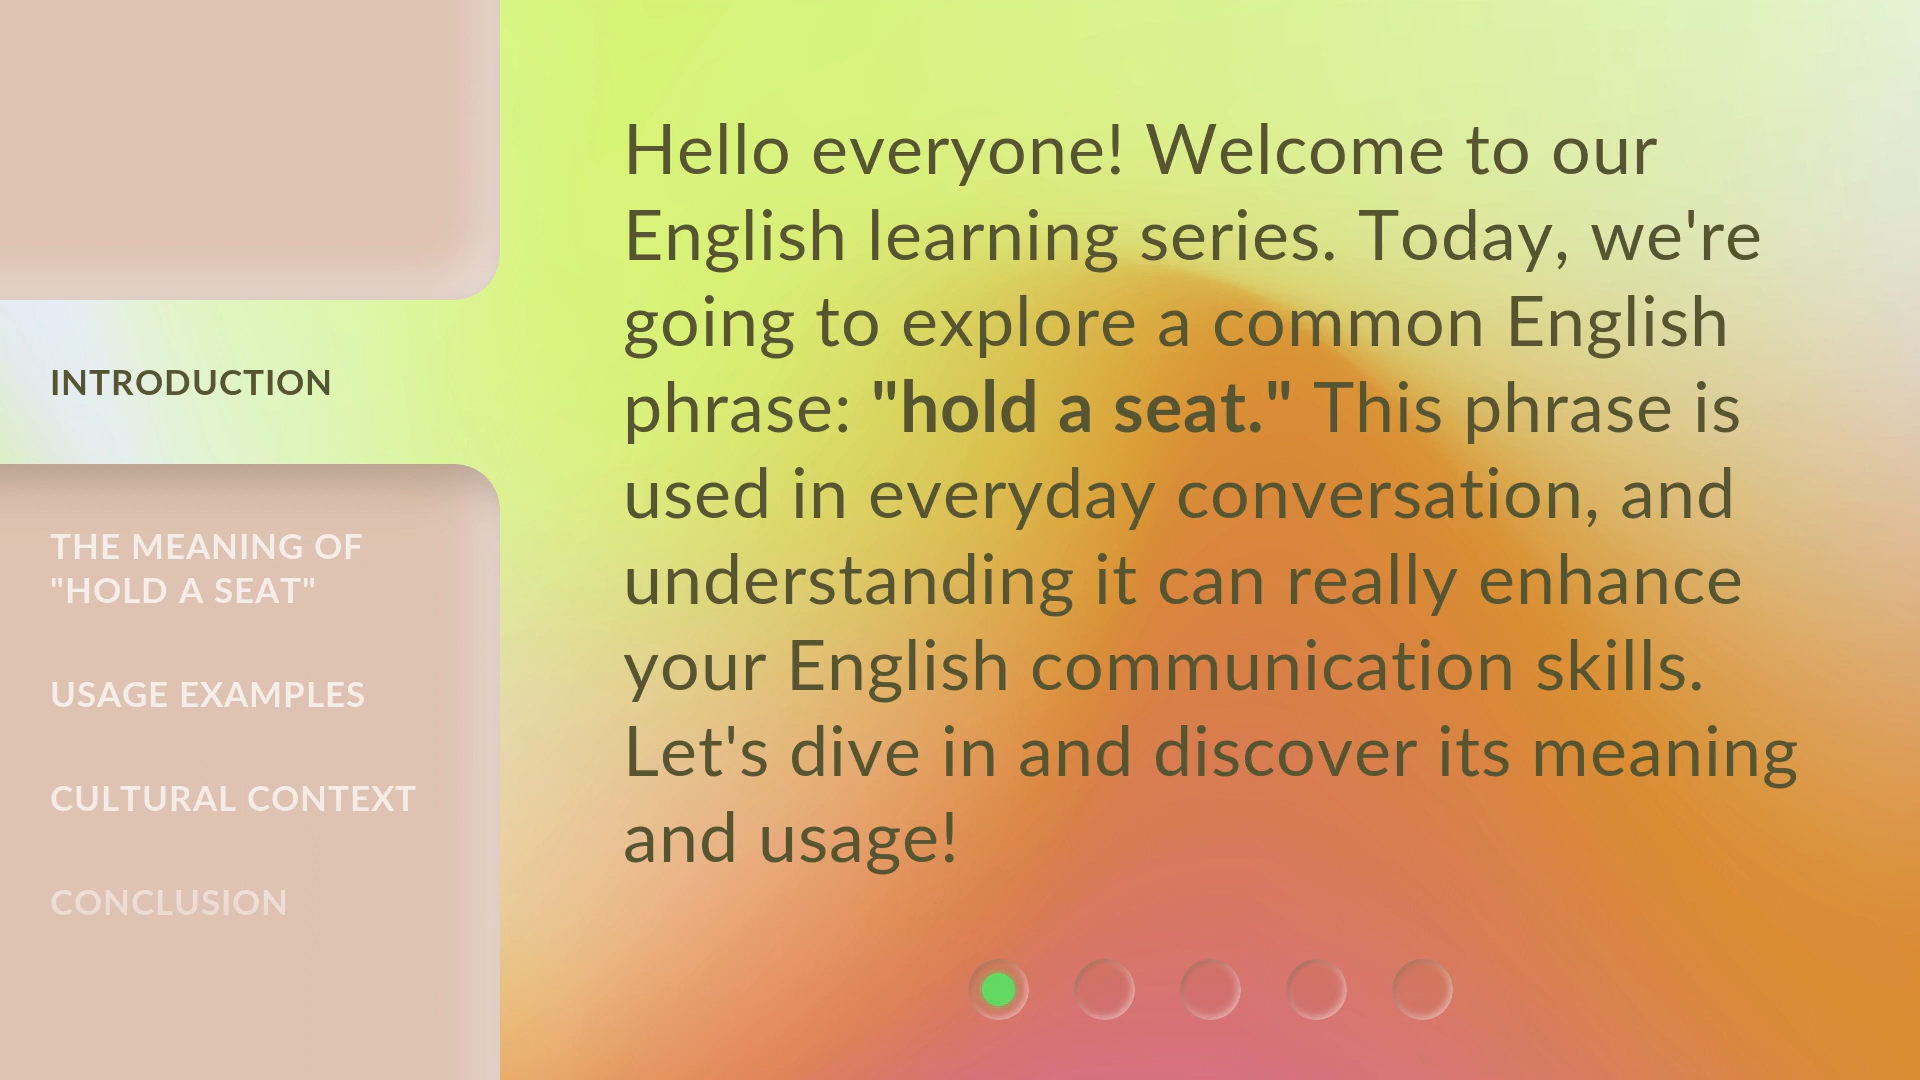 INTRODUCTION
THE MEANING OF
"HOLD A SEAT"
USAGE EXAMPLES
CULTURAL CONTEXT
CONCLUSION
Hello everyone! Welcome to our
English learning series. Today, we're
going to explore a common English
phrase: "hold a seat." This phrase is
used in everyday conversation, and
understanding it can really enhance
your English communication skills.
Let's dive in and discover its meaning
and usage!